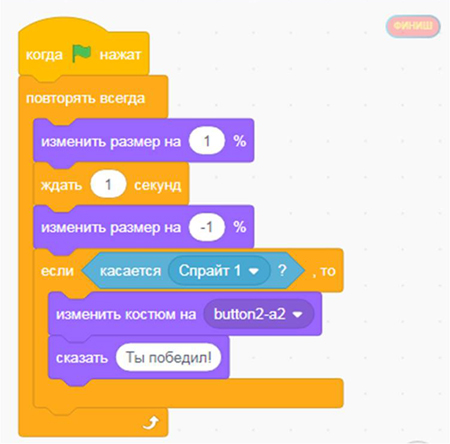 ФИНИШ
когда нажат
повторять всегда
изменить размер на 1 %
ждать 1 секунд
изменить размер на -1 %
если касается Спрайт 1 ? , то
изменить костюм на button2-a2
сказать Ты победил!